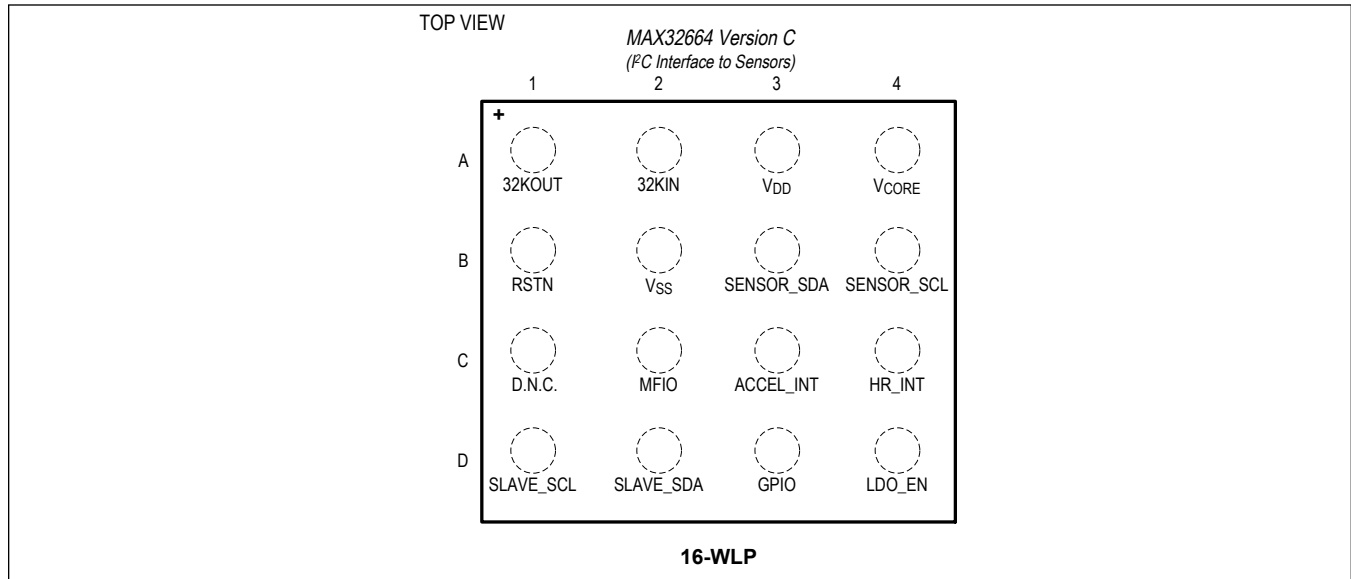 TOP VIEW
MAX32664 Version C
(I²C Interface to Sensors)
1 2 3 4
+
A
32KOUT 32KIN VDD VCORE
B
RSTN VSS SENSOR_SDA SENSOR_SCL
C
D.N.C. MFIO ACCEL_INT HR_INT
D
SLAVE_SCL SLAVE_SDA GPIO LDO_EN
16-WLP